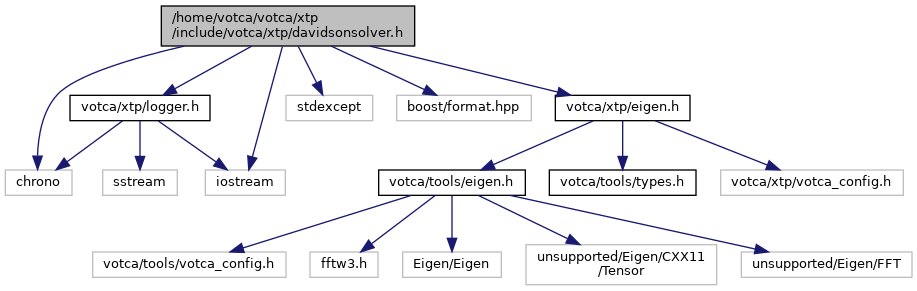 /home/votca/votca/xtp
/include/votca/xtp/davidsonsolver.h
votca/xtp/logger.h
stdexcept
boost/format.hpp
votca/xtp/eigen.h
chrono
sstream
iostream
votca/tools/eigen.h
votca/tools/types.h
votca/xtp/votca_config.h
votca/tools/votca_config.h
fftw3.h
Eigen/Eigen
unsupported/Eigen/CXX11
/Tensor
unsupported/Eigen/FFT